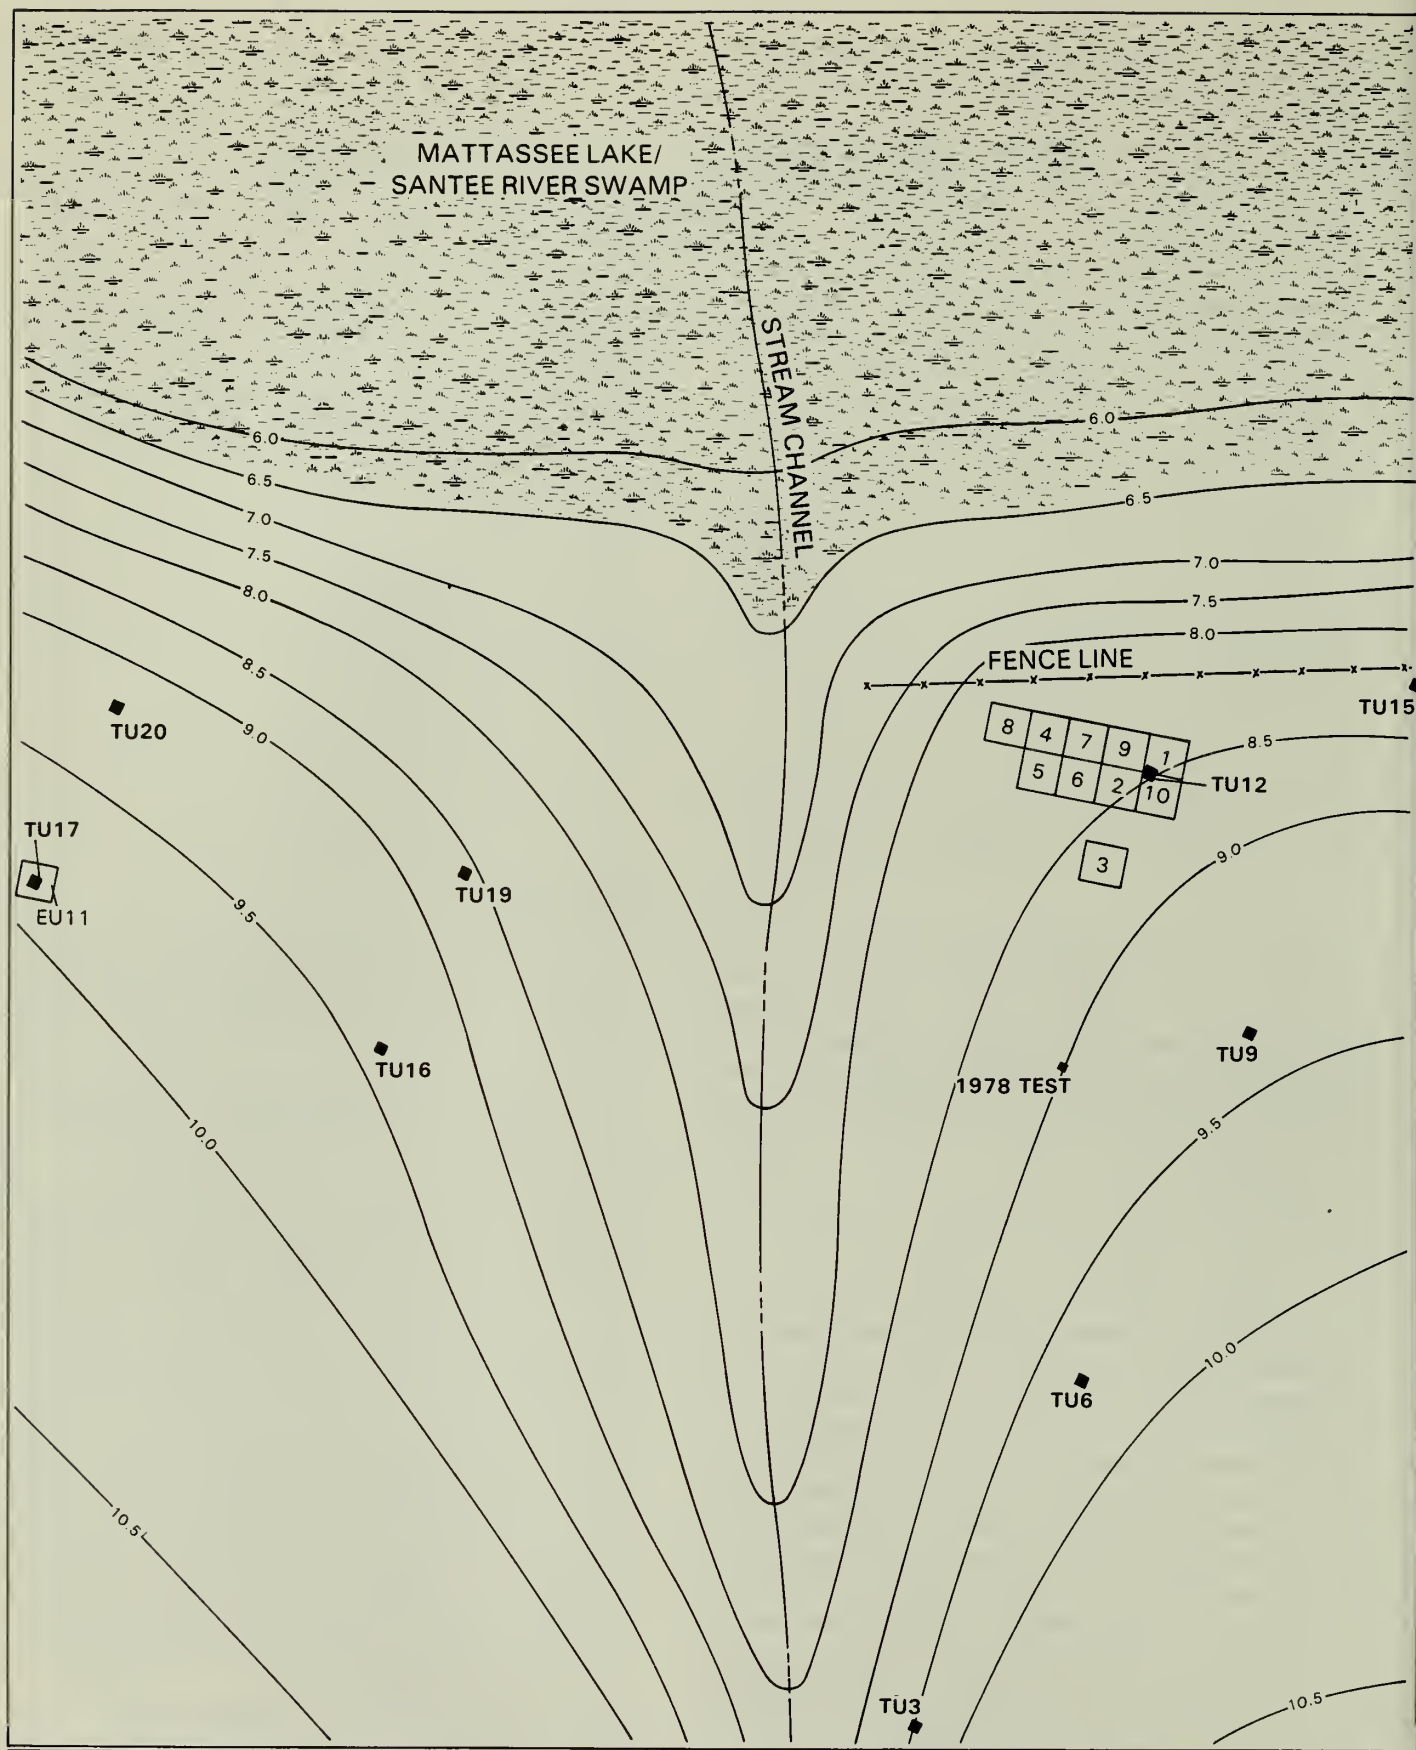 MATTASSEE LAKE/
SANTEE RIVER SWAMP
STREAM CHANNEL
6.0
6.0
6.5
6.5
7.0
7.0
7.5
7.5
8.0
8.0
FENCE LINE
8.5
TU15
TU20
9.0
8 4 7 9 1
8.5
5 6 2 10
TU12
TU17
3
9.0
TU19
EU11
9.5
TU9
TU16
1978 TEST
10.0
9.5
10.0
TU6
10.5
TU3
10.5